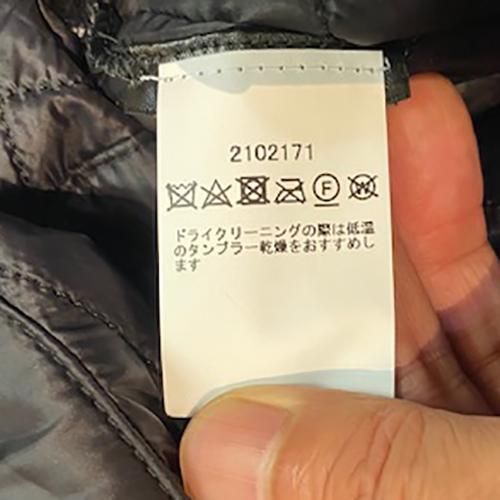 2102171
F W
ドライクリーニングの際は低温
のタンブラー乾燥をおすすめし
ます